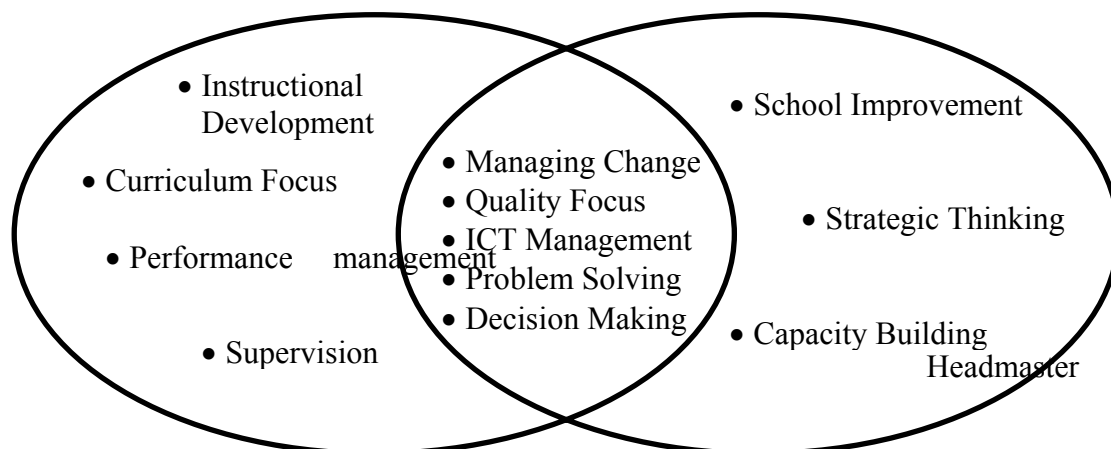 • Instructional
Development
• Curriculum Focus
• Performance management
• Supervision
• Managing Change
• Quality Focus
• ICT Management
• Problem Solving
• Decision Making
• School Improvement
• Strategic Thinking
• Capacity Building
Headmaster